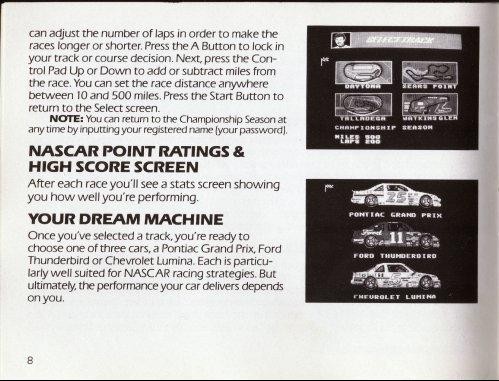 can adjust the number of laps in order to make the
races longer or shorter. Press the A Button to lock in
your track or course decision. Next, press the Con-
trol Pad Up or Down to add or subtract miles from
the race. You can set the race distance anywhere
between 10 and 500 miles. Press the Start Button to
return to the Select screen.
NOTE: You can return to the Championship Season at
any time by inputting your registered name (your password).
NASCAR POINT RATINGS &
HIGH SCORE SCREEN
After each race you'll see a stats screen showing
you how well you're performing.
YOUR DREAM MACHINE
Once you've selected a track, you're ready to
choose one of three cars, a Pontiac Grand Prix, Ford
Thunderbird or Chevrolet Lumina. Each is particu-
larly well suited for NASCAR racing strategies. But
ultimately, the performance your car delivers depends
on you.
SELECT TRACK
DAYTONA SEARS POINT
TALLADEGA WATKINS GLEN
CHAMPIONSHIP SEASON
MILES 500
LAPS 200
25
PONTIAC GRAND PRIX
Ford 11
FORD THUNDERBIRD
CHEVROLET LUMINA
8